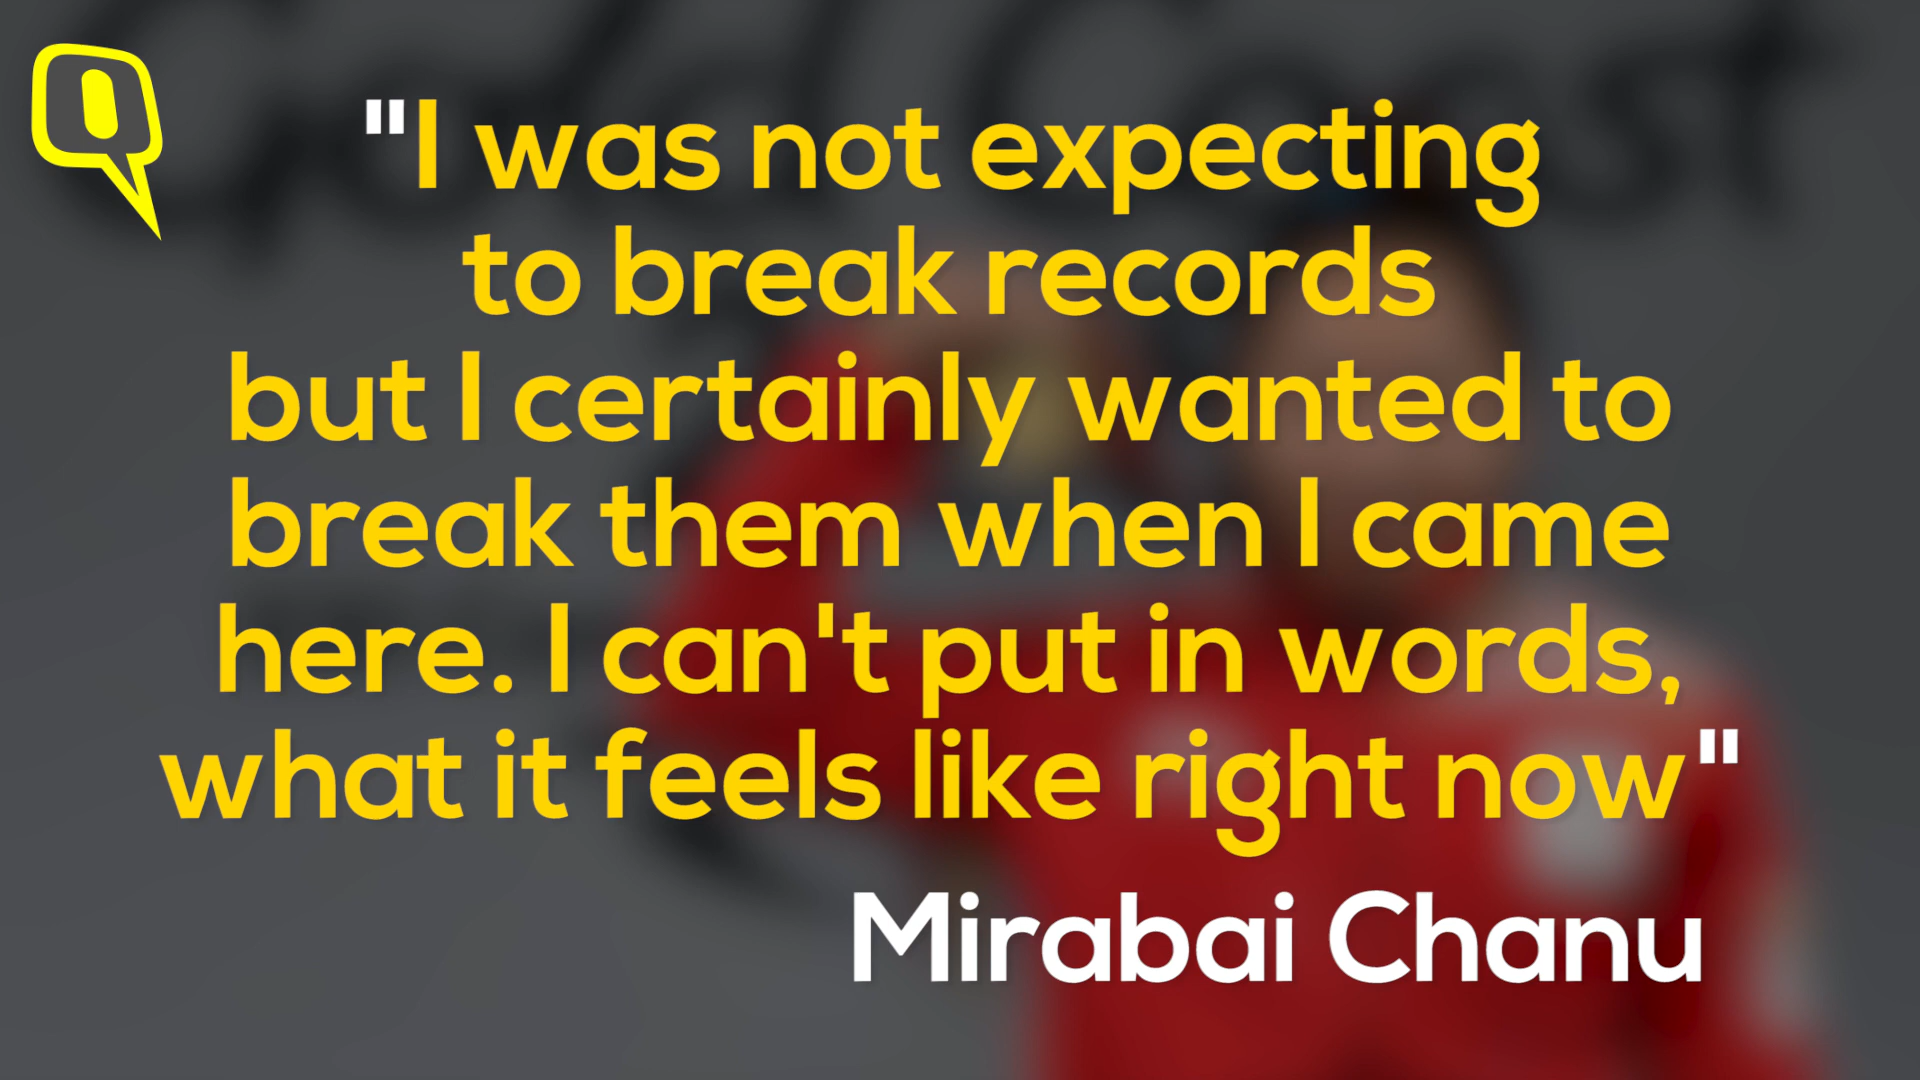 "I was not expecting
to break records
but I certainly wanted to
break them when I came
here. I can't put in words,
what it feels like right now"
Mirabai Chanu